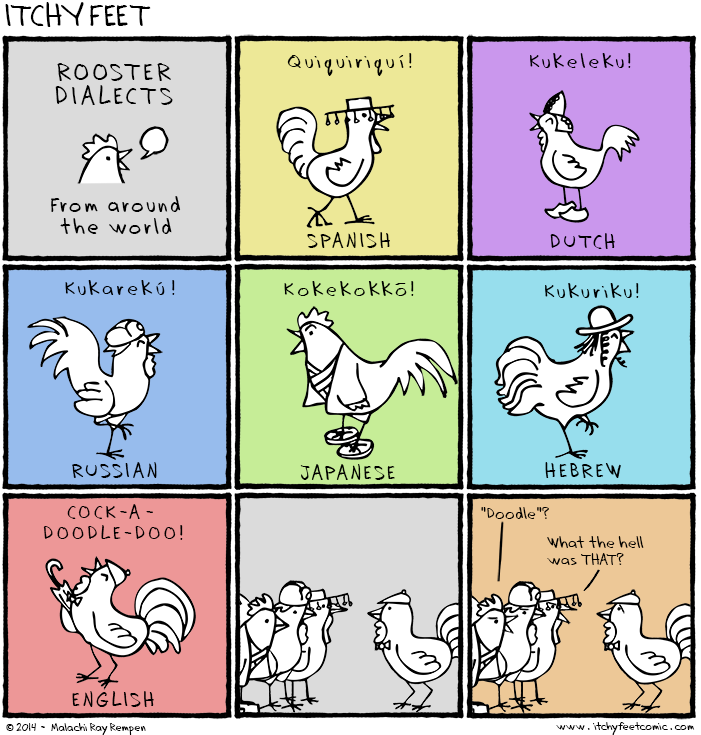 ITCHY FEET
ROOSTER
DIALECTS
From around
the world
Quiquiriquí!
SPANISH
Kukeleku!
DUTCH
Kukarekú!
RUSSIAN
Kokekokkō!
JAPANESE
Kukuriku!
HEBREW
COCK-A-
DOODLE-DOO!
ENGLISH
"Doodle"?
What the hell
was THAT?
© 2014 - Malachi Ray Rempen
www.itchyfeetcomic.com